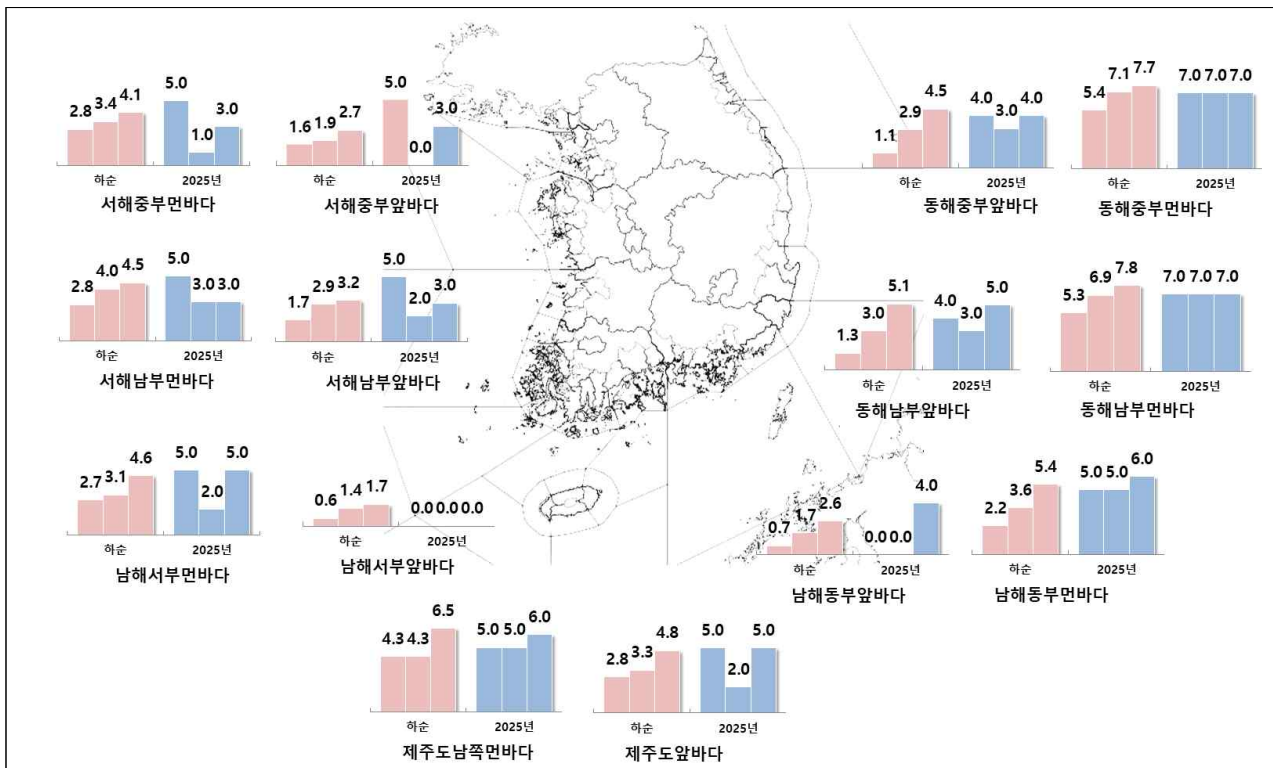 2.8 3.4 4.1 5.0 1.0 3.0
하순 2025년
서해중부먼바다
1.6 1.9 2.7 5.0 0.0 3.0
하순 2025년
서해중부앞바다
1.1 2.9 4.5 4.0 3.0 4.0
하순 2025년
동해중부앞바다
5.4 7.1 7.7 7.0 7.0 7.0
하순 2025년
동해중부먼바다
2.8 4.0 4.5 5.0 3.0 3.0
하순 2025년
서해남부먼바다
1.7 2.9 3.2 5.0 2.0 3.0
하순 2025년
서해남부앞바다
1.3 3.0 5.1 4.0 3.0 5.0
하순 2025년
동해남부앞바다
5.3 6.9 7.8 7.0 7.0 7.0
하순 2025년
동해남부먼바다
2.7 3.1 4.6 5.0 2.0 5.0
하순 2025년
남해서부먼바다
0.6 1.4 1.7 0.0 0.0 0.0
하순 2025년
남해서부앞바다
0.7 1.7 2.6 0.0 0.0 4.0
하순 2025년
남해동부앞바다
2.2 3.6 5.4 5.0 5.0 6.0
하순 2025년
남해동부먼바다
4.3 4.3 6.5 5.0 5.0 6.0
하순 2025년
제주도남쪽먼바다
2.8 3.3 4.8 5.0 2.0 5.0
하순 2025년
제주도앞바다